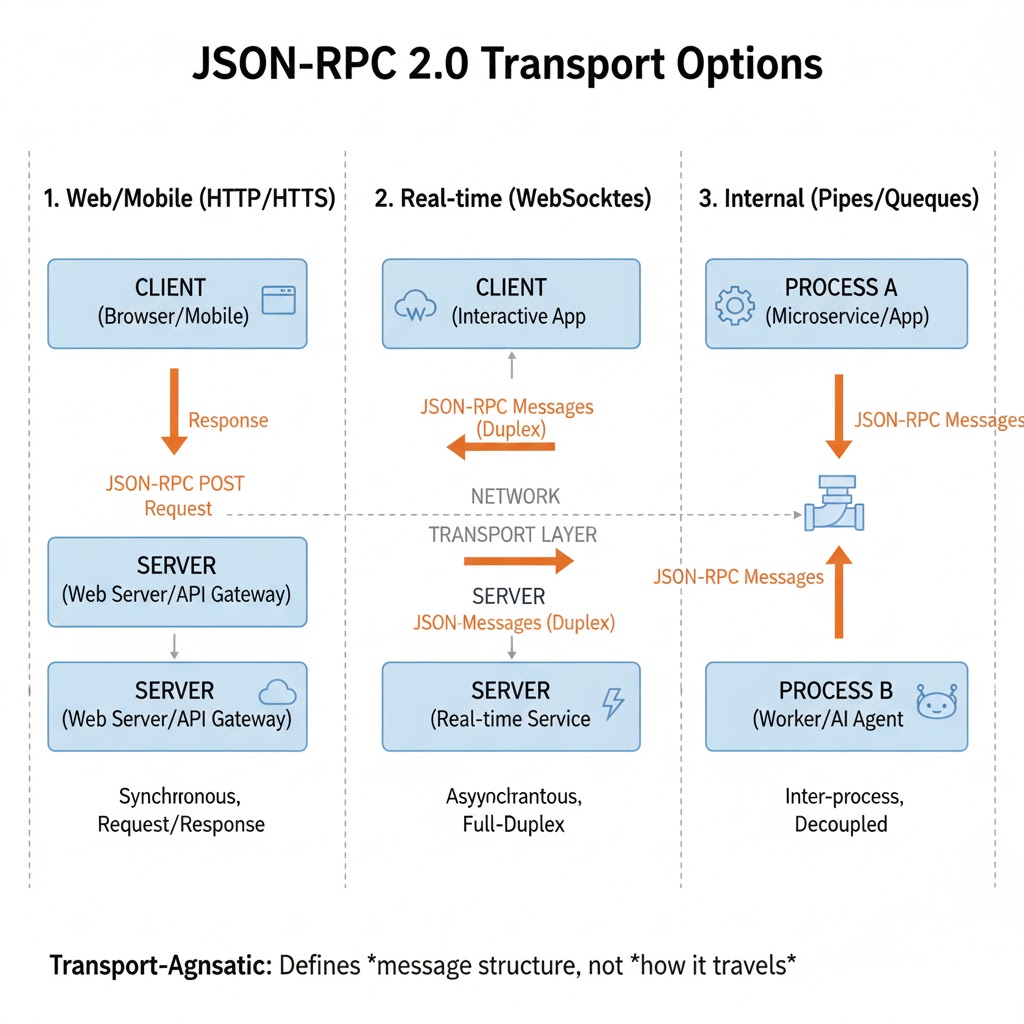 JSON-RPC 2.0 Transport Options
1. Web/Mobile (HTTP/HTTS)
CLIENT
(Browser/Mobile)
Response
JSON-RPC POST
Request
SERVER
(Web Server/API Gateway)
SERVER
(Web Server/API Gateway)
Synchrronous,
Request/Response
2. Real-time (WebSocktes)
W
CLIENT
(Interactive App
JSON-RPC Messages
(Duplex)
NETWORK
TRANSPORT LAYER
SERVER
JSON-Messages (Duplex)
SERVER
(Real-time Service
Asyynclrantous,
Full-Duplex
3. Internal (Pipes/Queques)
PROCESS A
(Microservice/App)
JSON-RPC Messages
JSON-RPC Messages
PROCESS B
(Worker/AI Agent
Inter-process,
Decoupled
Transport-Agnsatic: Defines *message structure, not *how it travels*